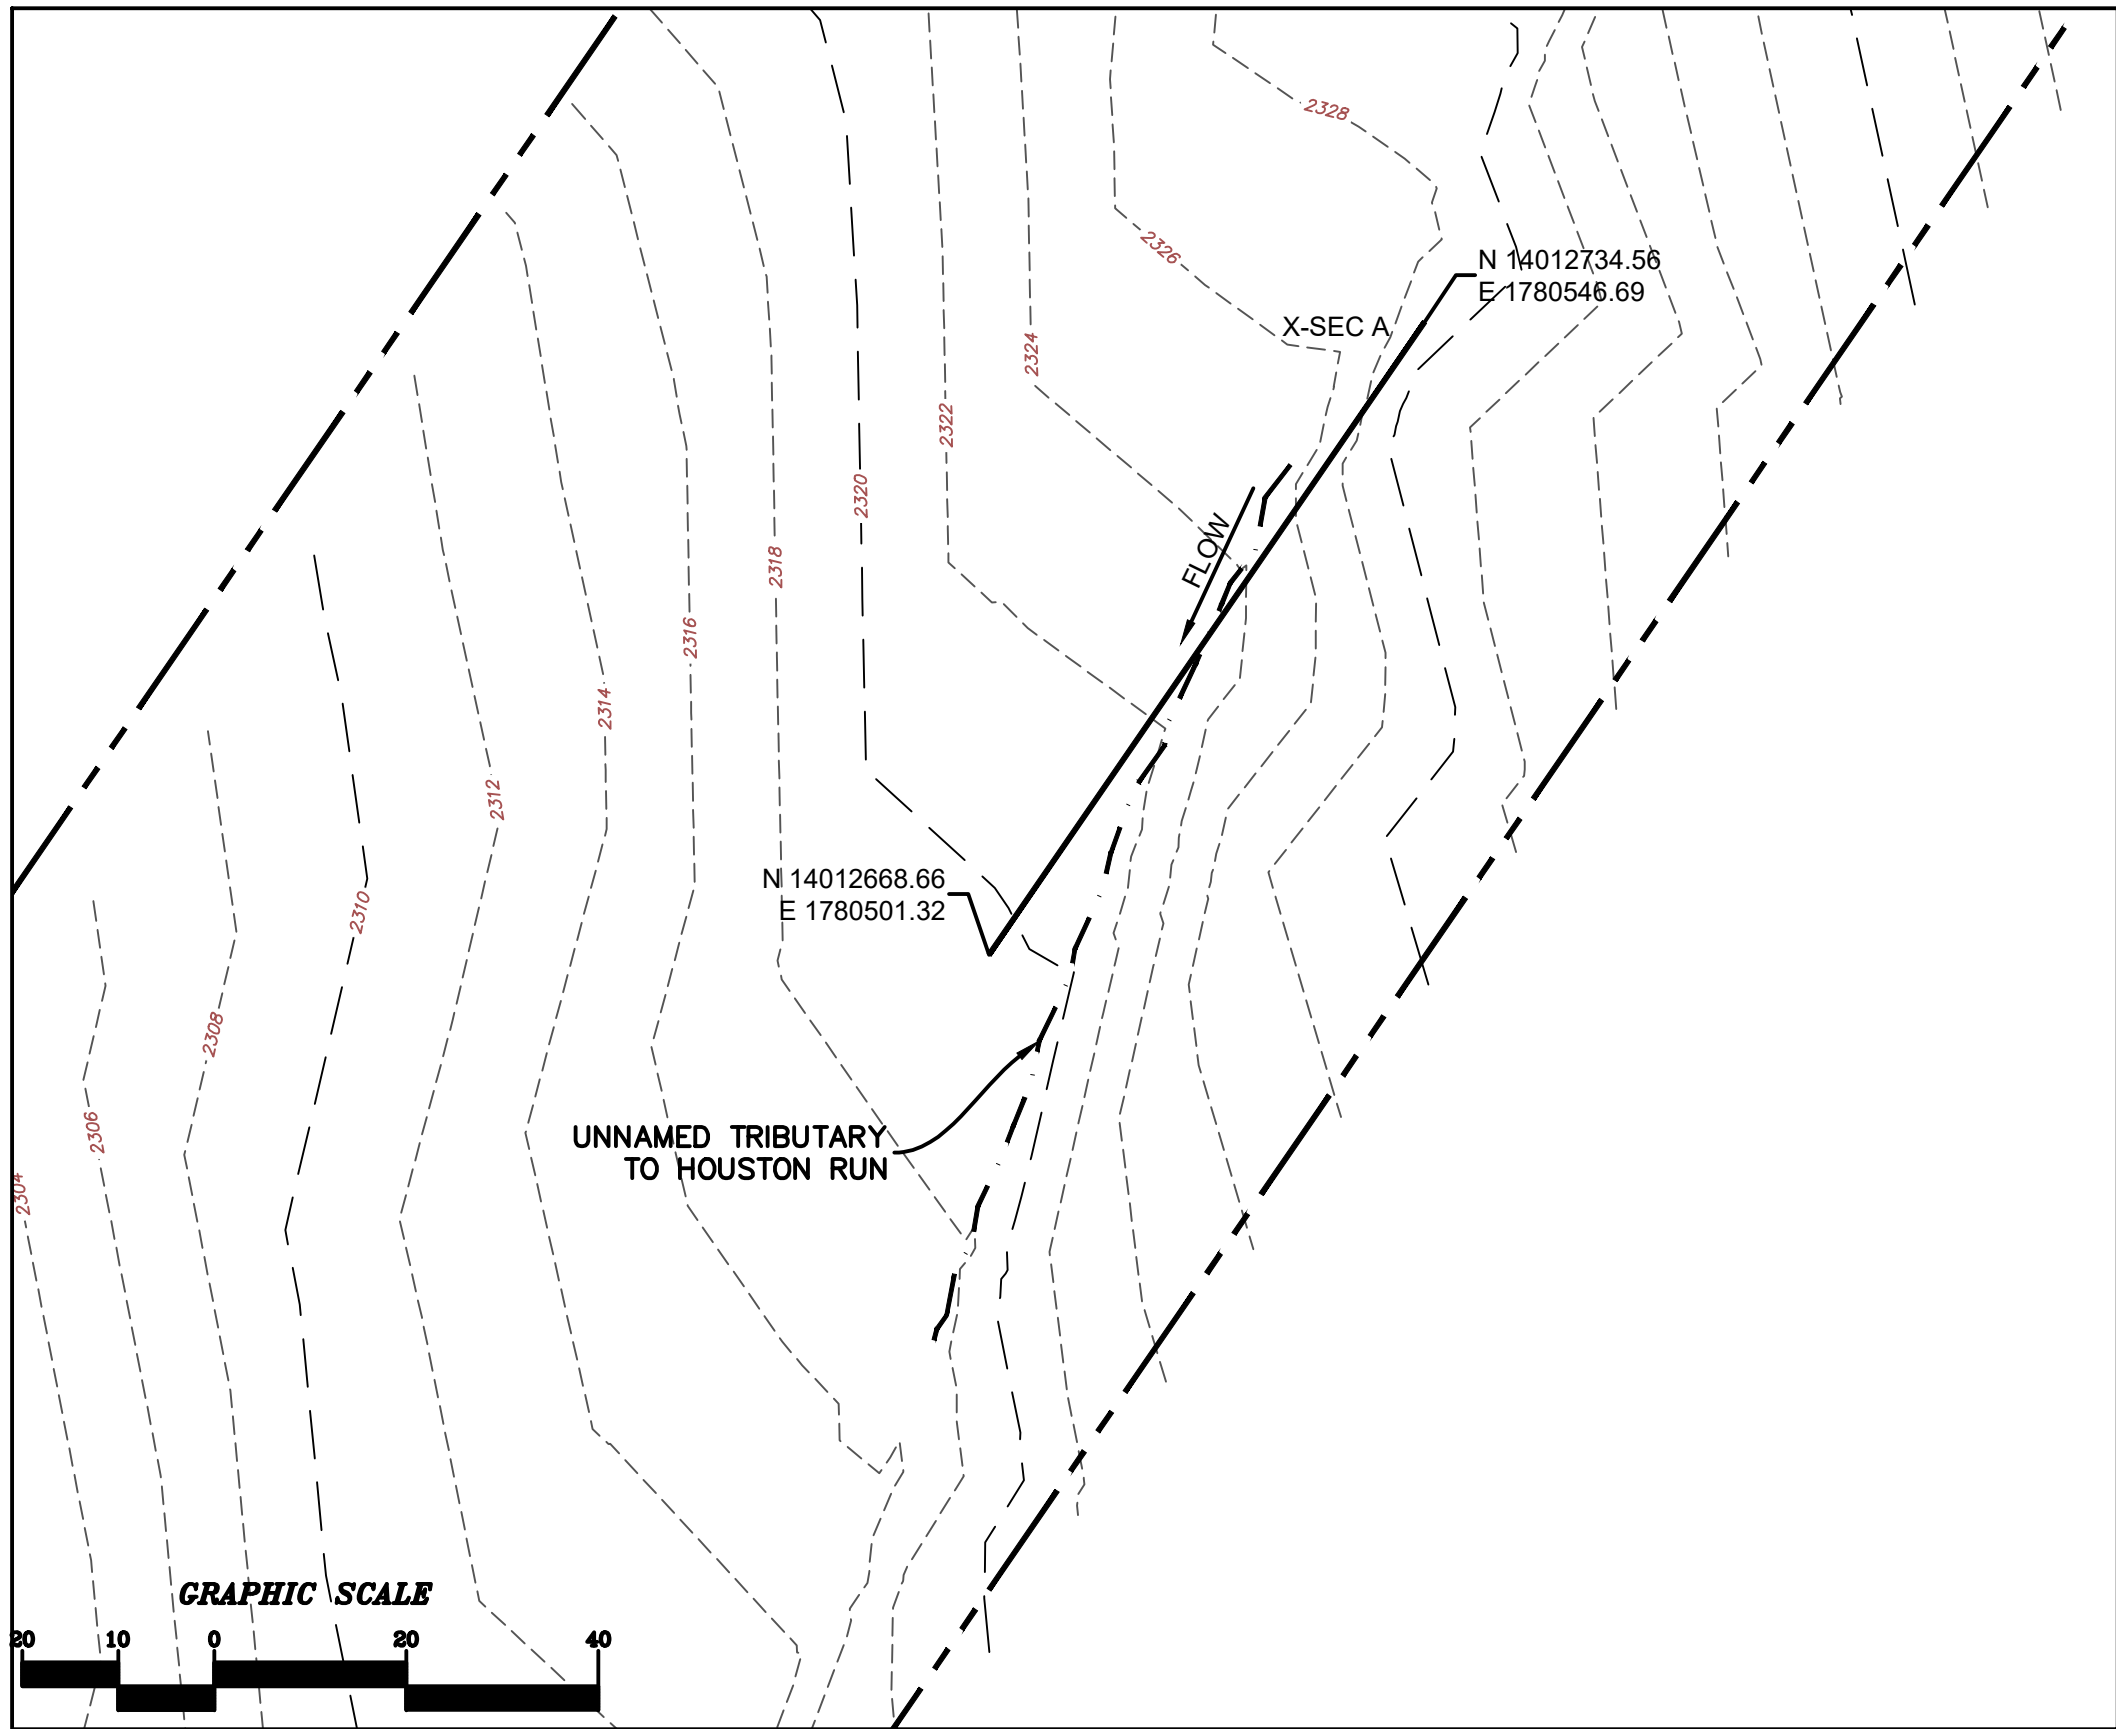 2328
2326
N 14012734.56
E 1780546.69
X-SEC A
2324
2322
2320
FLOW
2318
2316
2314
2312
N 14012668.66
E 1780501.32
2310
2308
2306
UNNAMED TRIBUTARY
TO HOUSTON RUN
2304
GRAPHIC SCALE
20 10 0 20 40